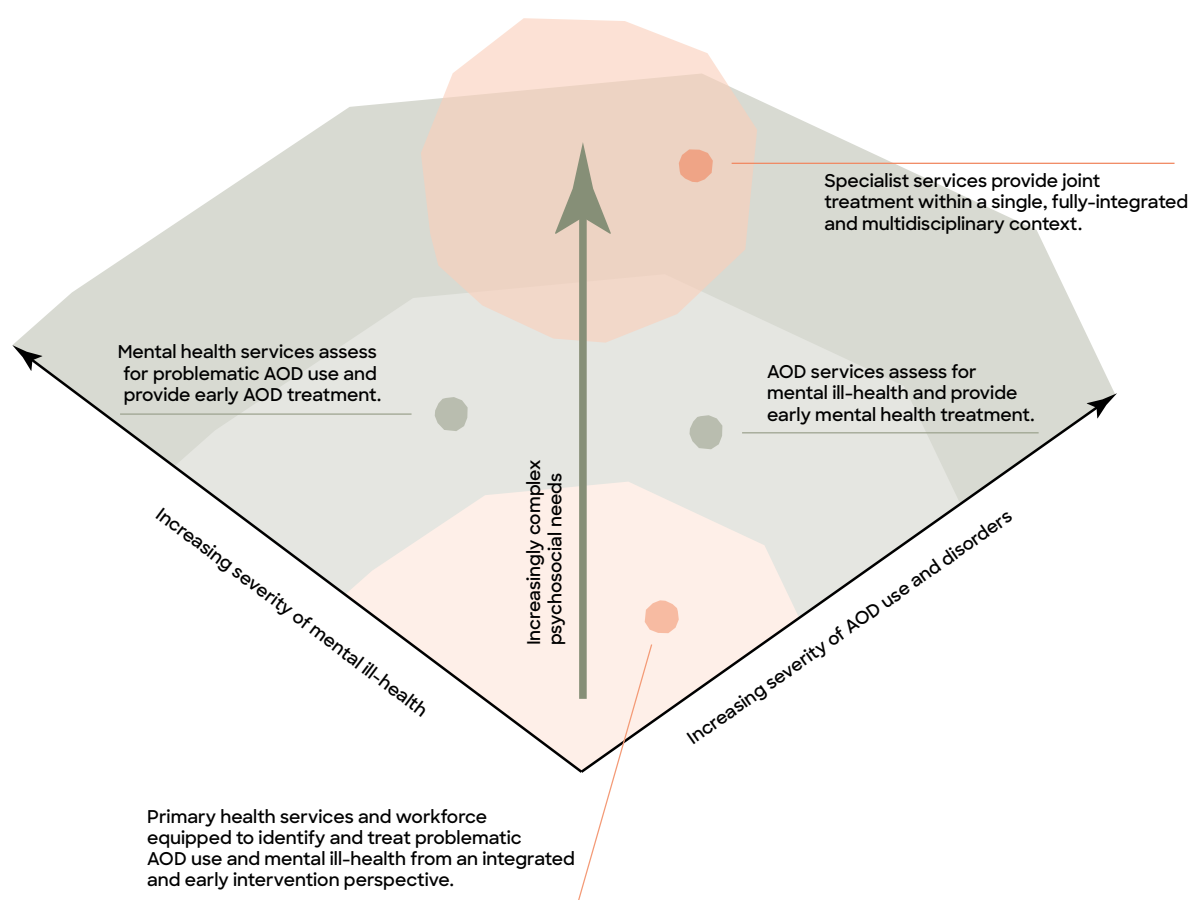 Specialist services provide joint
treatment within a single, fully-integrated
and multidisciplinary context.
Mental health services assess
for problematic AOD use and
provide early AOD treatment.
AOD services assess for
mental ill-health and provide
early mental health treatment.
Increasingly complex
psychosocial needs
Increasing severity of mental ill-health
Increasing severity of AOD use and disorders
Primary health services and workforce
equipped to identify and treat problematic
AOD use and mental ill-health from an integrated
and early intervention perspective.